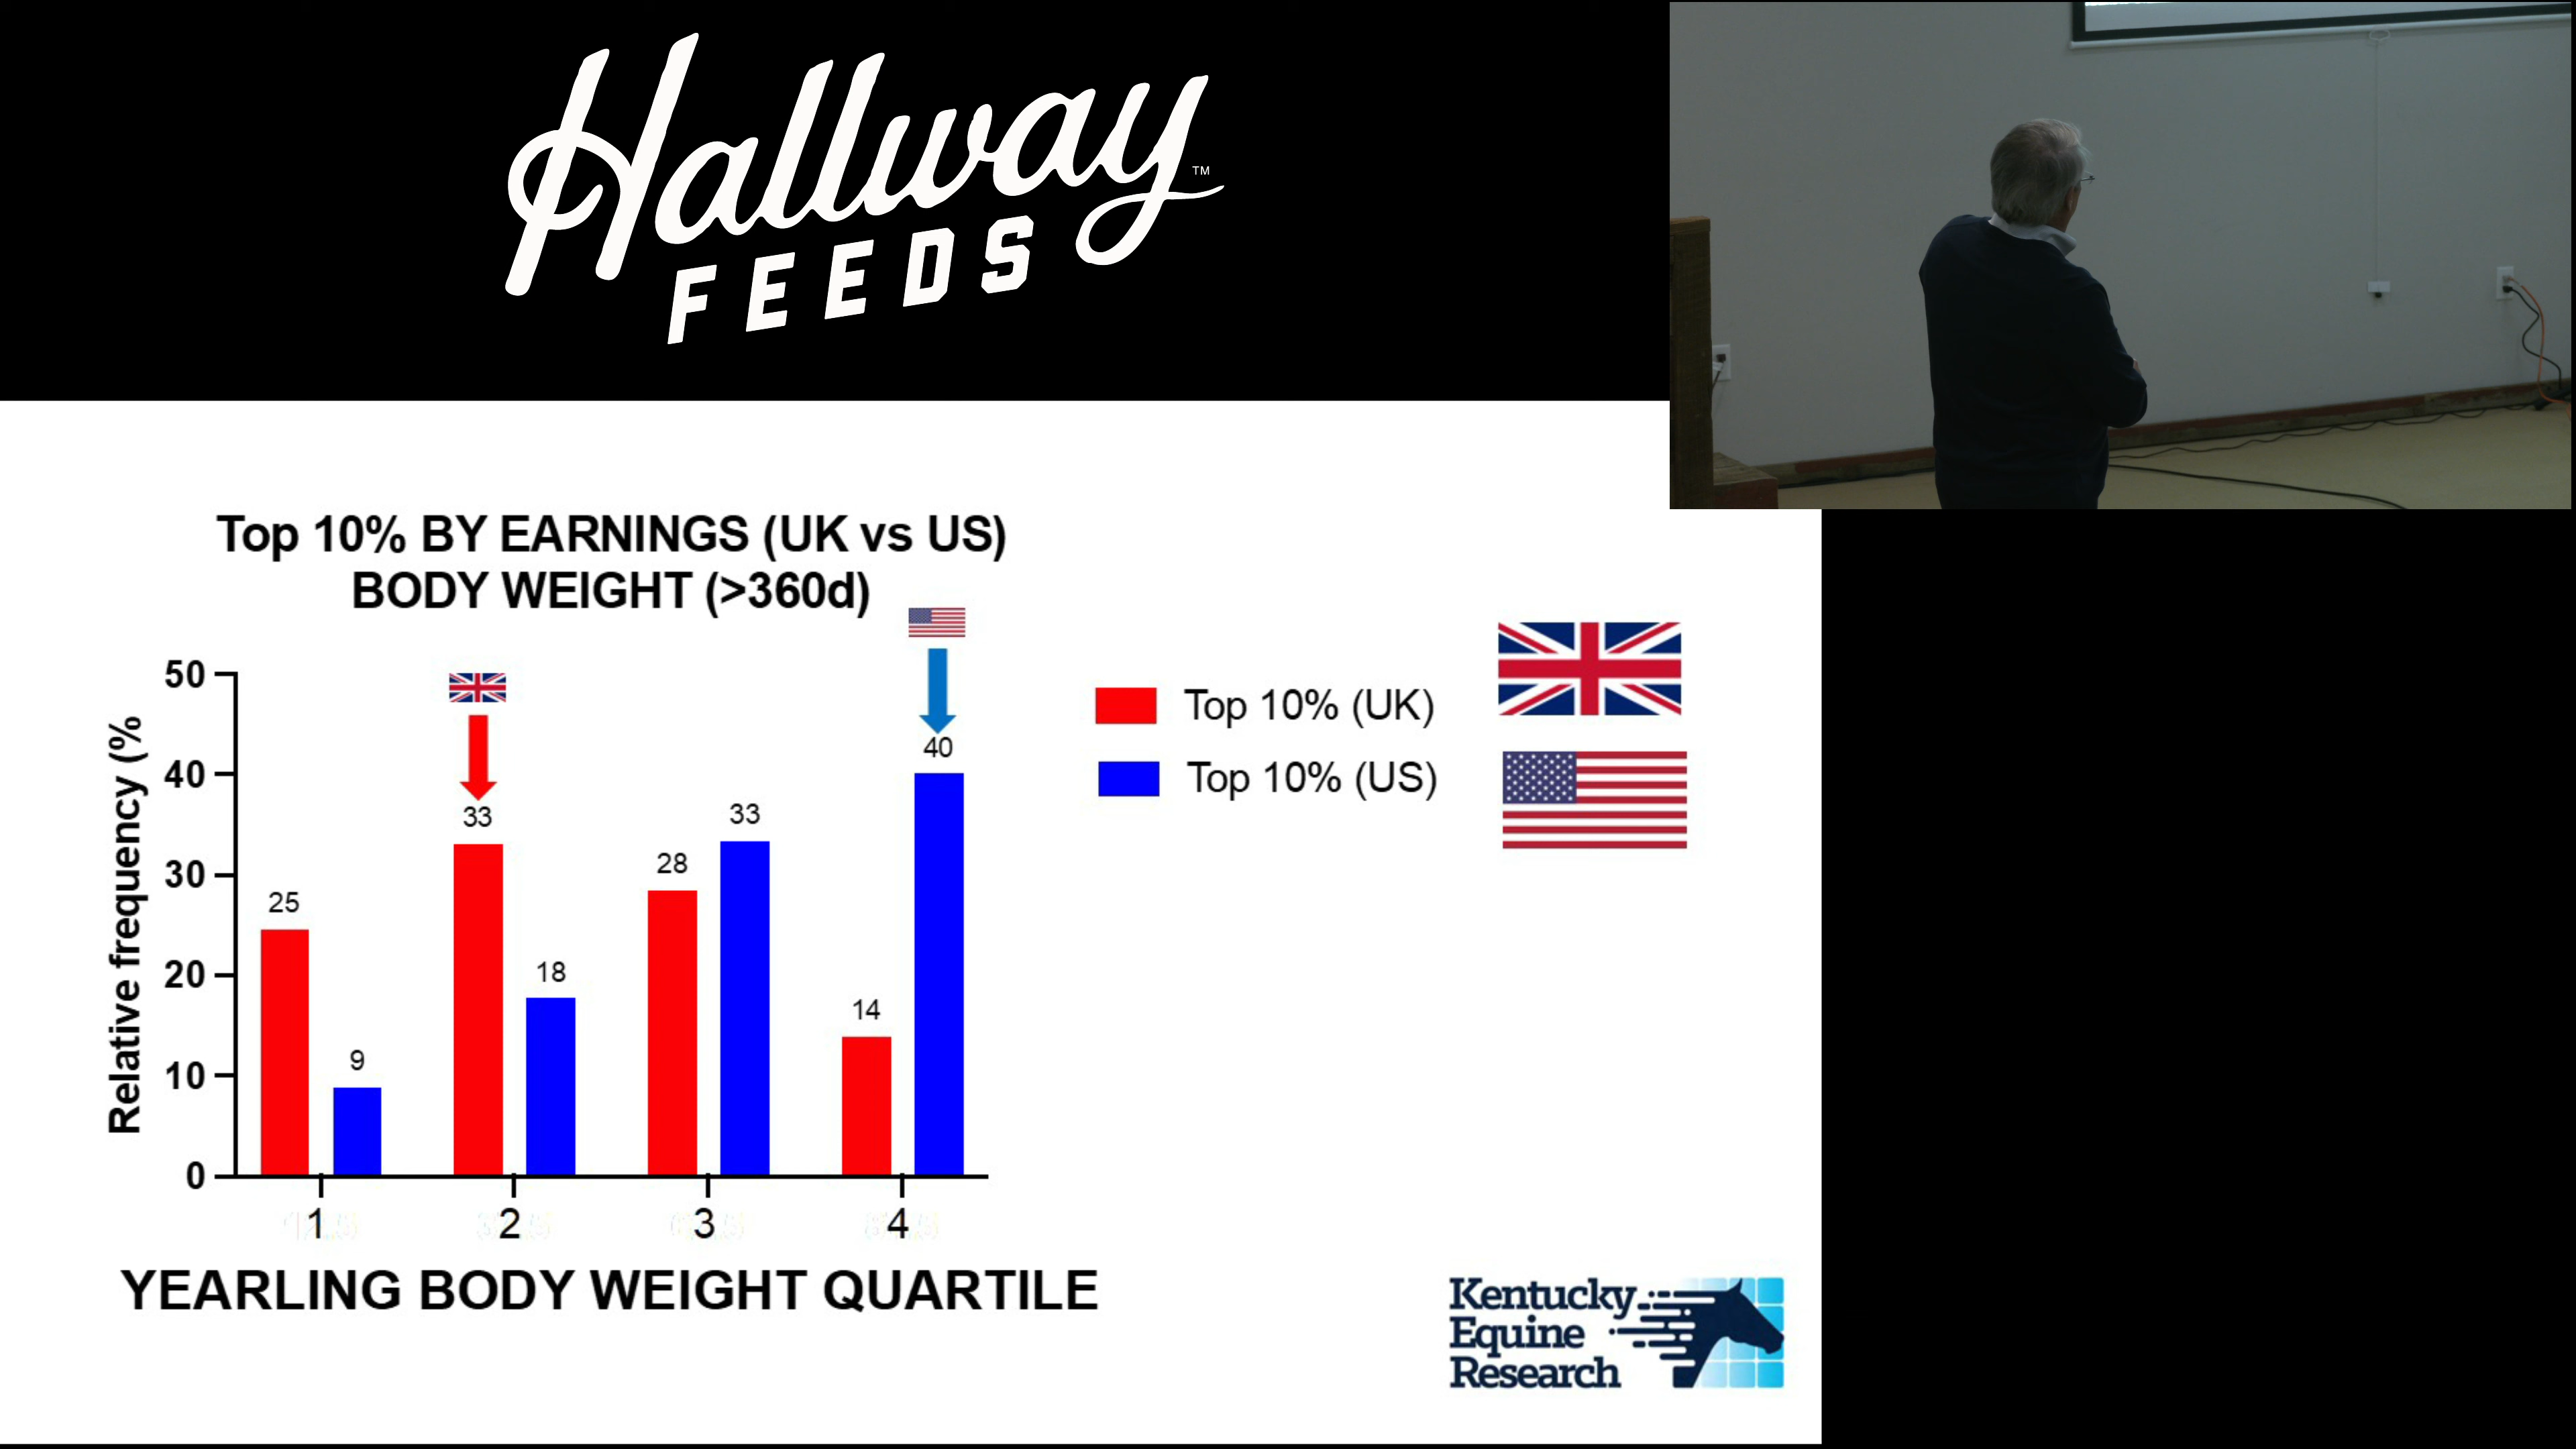 Hallway™
FEEDS
Top 10% BY EARNINGS (UK vs US)
BODY WEIGHT (>360d)
Relative frequency (%
50
40
30
20
10
0
25
9
33
18
28
33
14
40
1
2
3
4
YEARLING BODY WEIGHT QUARTILE
Top 10% (UK)
Top 10% (US)
Kentucky
Equine
Research